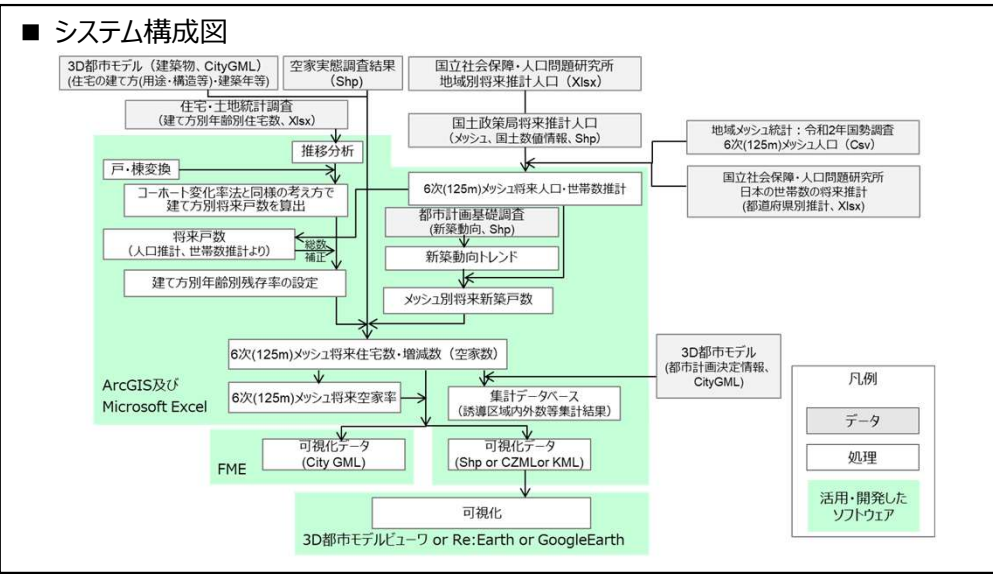 ■ システム構成図
3D都市モデル（建築物、CityGML）
(住宅の建て方(用途・構造等)・建築年等)
空家実態調査結果
（Shp）
国立社会保障・人口問題研究所
地域別将来推計人口（Xlsx）
住宅・土地統計調査
（建て方別年齢別住宅数、Xlsx）
国土政策局将来推計人口
（メッシュ、国土数値情報、Shp）
地域メッシュ統計：令和2年国勢調査
6次(125m)メッシュ人口（Csv）
推移分析
戸・棟変換
国立社会保障・人口問題研究所
日本の世帯数の将来推計
(都道府県別推計、Xlsx)
6次(125m)メッシュ将来人口・世帯数推計
コーホート変化率法と同様の考え方で
建て方別将来戸数を算出
都市計画基礎調査
（新築動向、Shp）
将来戸数
（人口推計、世帯数推計より）
総数
補正
新築動向トレンド
建て方別年齢別残存率の設定
メッシュ別将来新築戸数
6次(125m)メッシュ将来住宅数・増減数（空家数）
3D都市モデル
(都市計画決定情報、
CityGML)
ArcGIS及び
Microsoft Excel
6次(125m)メッシュ将来空家率
集計データベース
（誘導区域内外数等集計結果）
凡例
データ
処理
活用・開発した
ソフトウェア
FME
可視化データ
(City GML)
可視化データ
(Shp or CZMLor KML)
可視化
3D都市モデルビューワ or Re:Earth or GoogleEarth